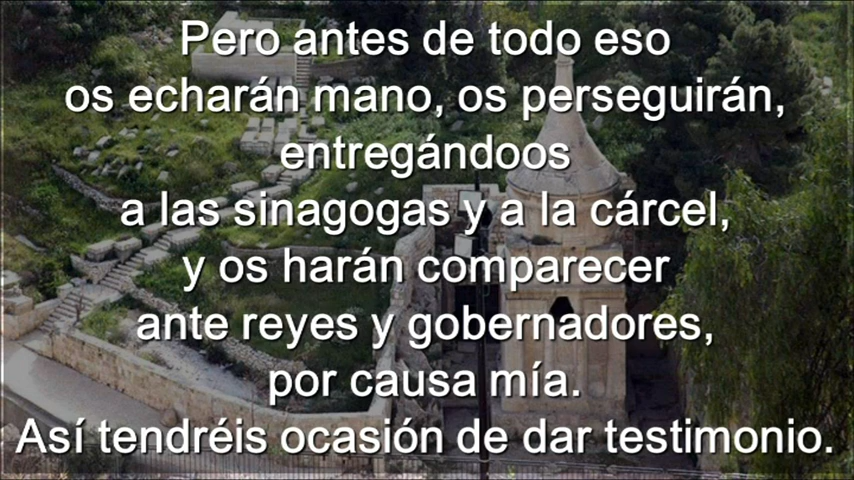 Pero antes de todo eso
os echarán mano, os perseguirán,
entregándoos
a las sinagogas y a la cárcel,
y os harán comparecer
ante reyes y gobernadores,
por causa mía.
Así tendréis ocasión de dar testimonio.